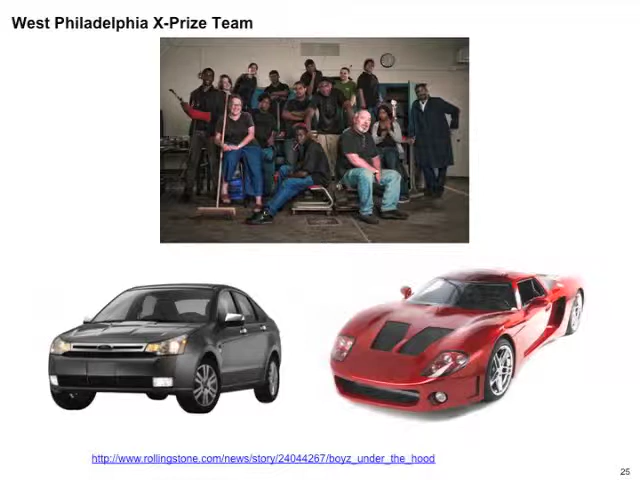 West Philadelphia X-Prize Team
http://www.rollingstone.com/news/story/24044267/boyz_under_the_hood
25